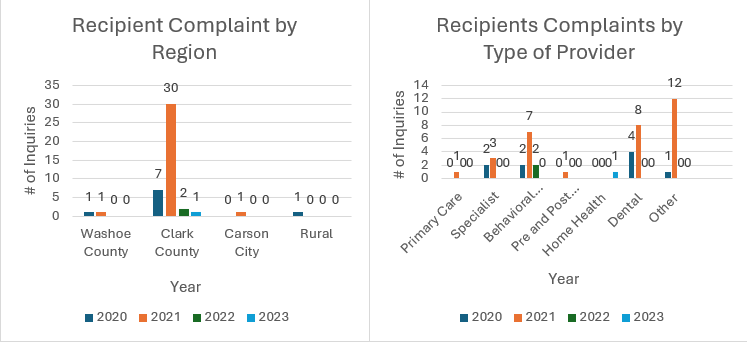 Recipient Complaint by
Region
# of Inquiries
35
30
25
20
15
10
5
0
1 1 0 0
7 30 2 1
0 1 0 0
1 0 0 0
Washoe County
Clark County
Carson City
Rural
Year
2020 2021 2022 2023
Recipients Complaints by
Type of Provider
# of Inquiries
14
12
10
8
6
4
2
0
0 1 0 0
2 3 0 0
2 7 2 0
0 1 0 0
0 0 0 1
4 8 0 0
1 12 0 0
Primary Care
Specialist
Behavioral...
Pre and Post...
Home Health
Dental
Other
Year
2020 2021 2022 2023